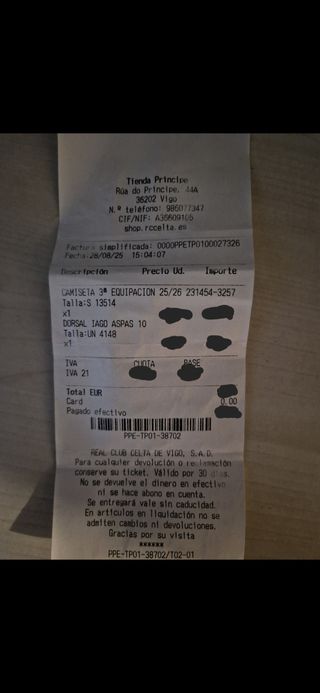 Tienda Principe
Rúa do Principe, 44A
36202 Vigo
N.º teléfono: 986077347
CIF/NIF: A36609105
shop.rccelta.es
Factura simplificada: 0000PPETP0100027326
Fecha:28/08/25 15:04:07
Descripción Precio Ud. Importe
CAMISETA 3ª EQUIPACION 25/26 231454-3257
Talla:S 13514
x1
DORSAL IAGO ASPAS 10
Talla:UN 4148
x1
IVA CUOTA BASE
IVA 21
Total EUR
Card 0,00
Pagado efectivo
PPE-TP01-38702
REAL CLUB CELTA DE VIGO, S.A.D.
Para cualquier devolución o reclamación
conserve su ticket. Válido por 30 días.
No se devuelve el dinero en efectivo
ni se hace abono en cuenta.
Se entregará vale sin caducidad.
En artículos en liquidación no se
admiten cambios ni devoluciones.
Gracias por su visita
******
PPE-TP01-38702/T02-01